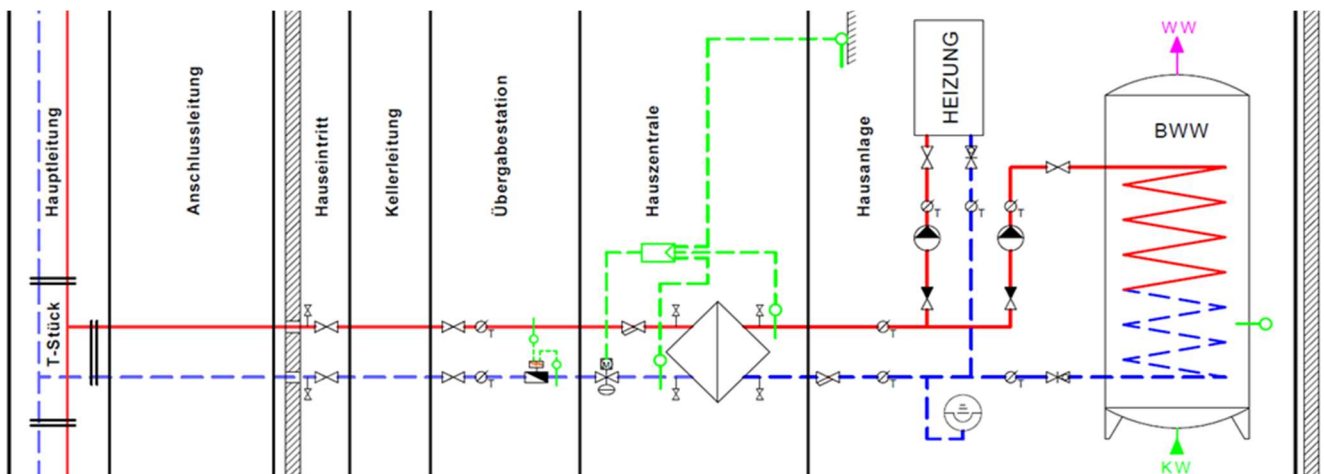 Hauptleitung
T-Stück
Anschlussleitung
Hauseintritt
Kellerleitung
Übergabestation
Hauszentrale
Hausanlage
HEIZUNG
WW
BWW
KW
T
T
T
T
T
T
T
T
T
M